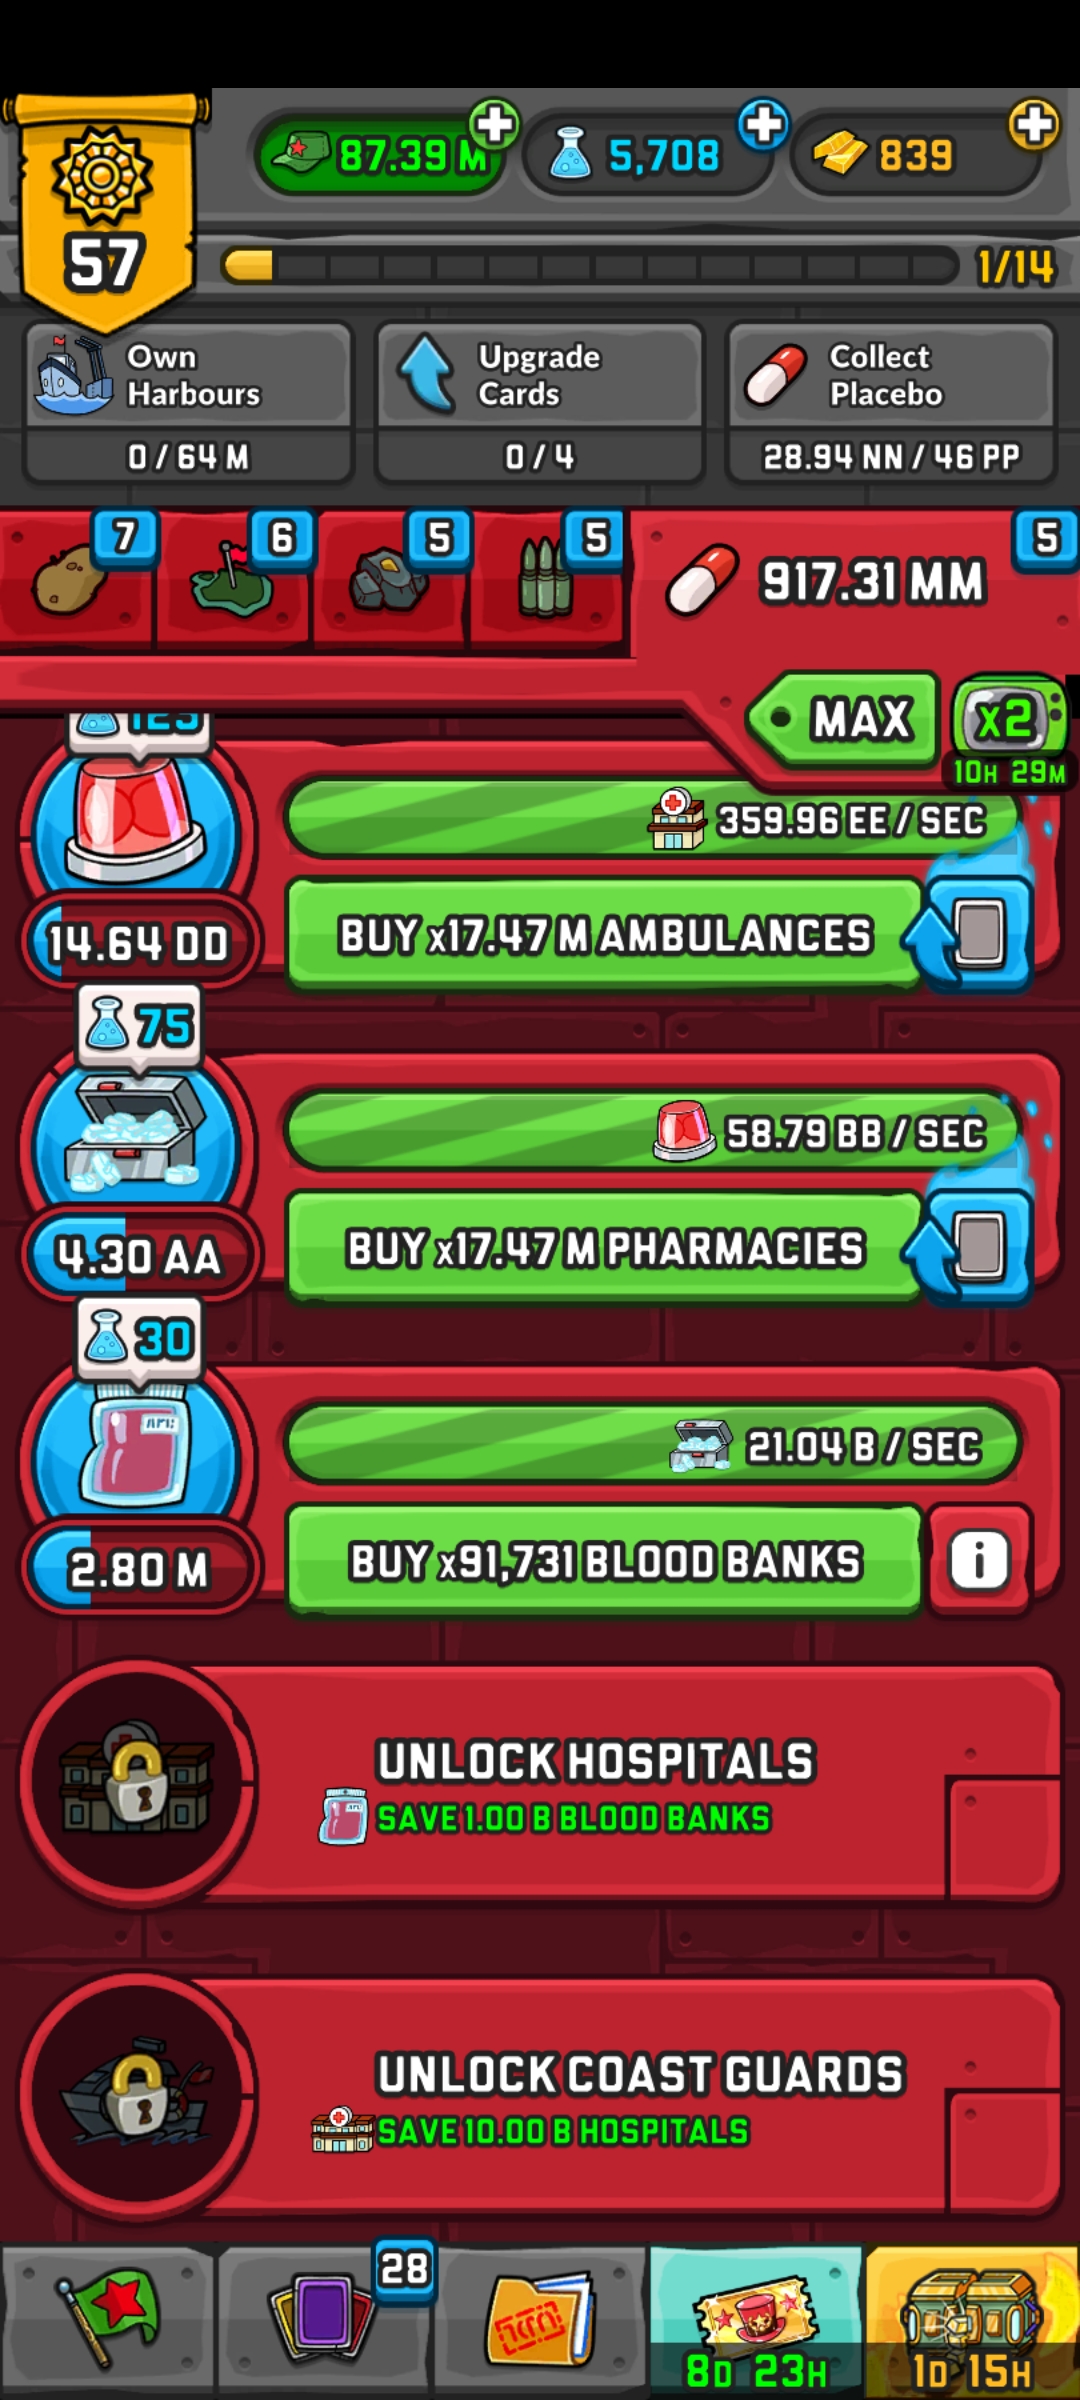 87.39 M
5,708
839
57
1/14
Own
Harbours
0 / 64 M
Upgrade
Cards
0 / 4
Collect
Placebo
28.94 NN / 46 PP
7
6
5
5
917.31 MM
5
MAX
x2
10H 29M
125
359.96 EE / SEC
BUY x17.47 M AMBULANCES
14.64 DD
75
58.79 BB / SEC
BUY x17.47 M PHARMACIES
4.30 AA
30
21.04 B / SEC
BUY x91,731 BLOOD BANKS
i
2.80 M
UNLOCK HOSPITALS
SAVE 1.00 B BLOOD BANKS
UNLOCK COAST GUARDS
SAVE 10.00 B HOSPITALS
28
8D 23H
1D 15H